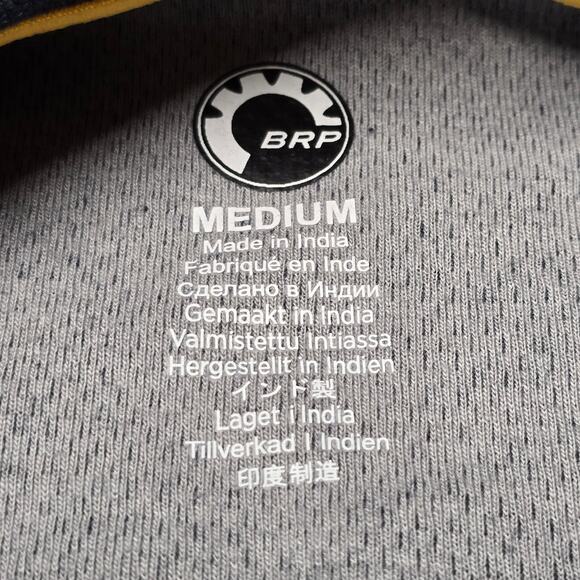 BRP
MEDIUM
Made in India
Fabriqué en Inde
Сделано в Индии
Gemaakt in India
Valmistettu Intiassa
Hergestellt in Indien
インド製
Laget i India
Tillverkad I Indien
印度制造